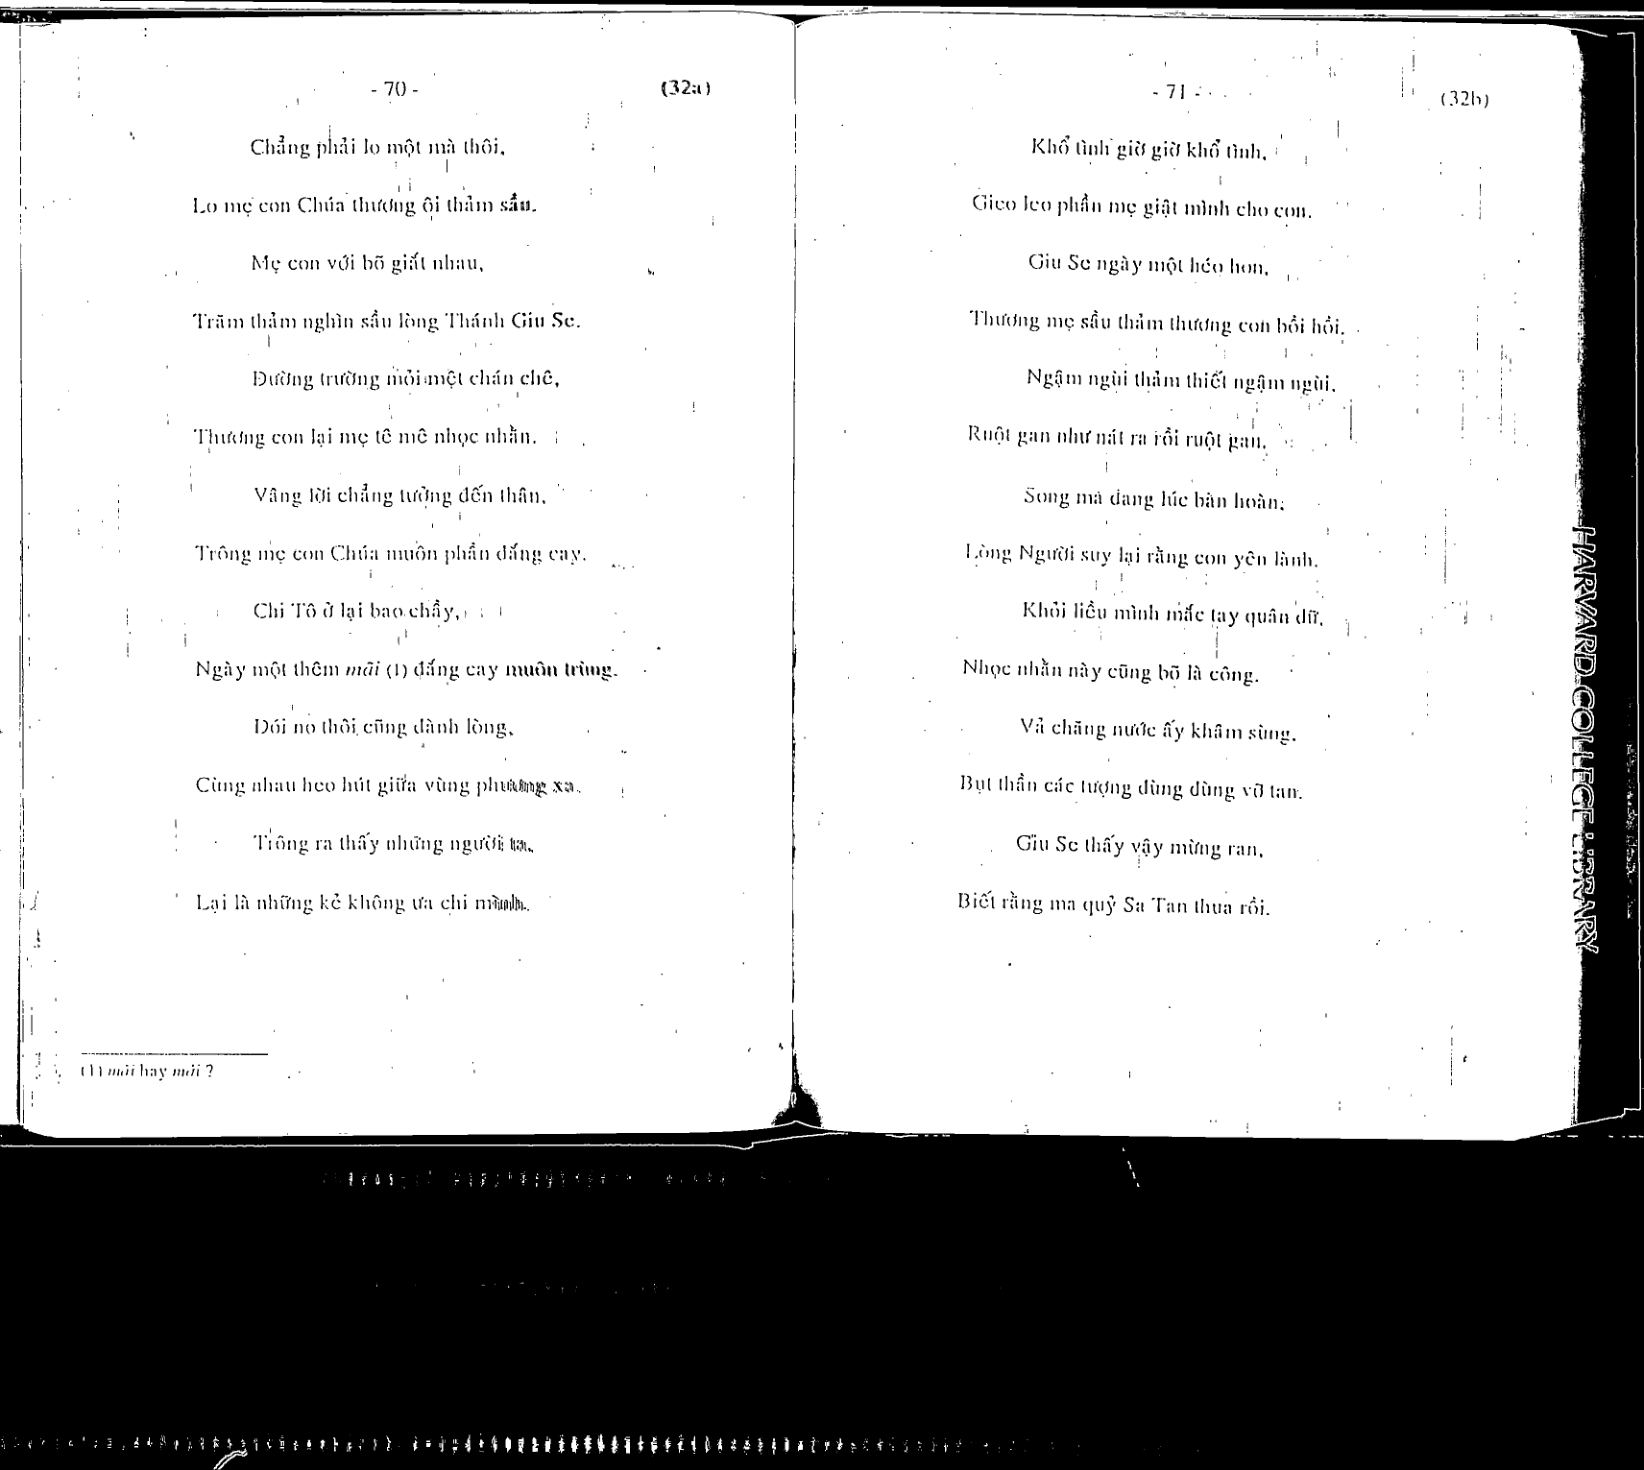 - 70 -
(32a)
Chẳng phải lo một mà thôi,
Lo mẹ con Chúa thương ôi thảm sầu.
Mẹ con với bõ giất nhau,
Trăm thảm nghìn sầu lòng Thánh Giu Se.
Đường trường mỏi mệt chán chê,
Thương con lại mẹ tê mê nhọc nhằn.
Vâng lời chẳng tưởng đến thân,
Trông mẹ con Chúa muôn phần đắng cay.
Chi Tô ở lại bao chầy,
Ngày một thêm mãi (1) đắng cay muôn trùng.
Đói no thôi cũng dành lòng,
Cùng nhau heo hút giữa vùng phương xa.
Trông ra thấy những người ta,
Lại là những kẻ không ưa chi mình.
(1) mãi hay mới ?
- 71 -
(32b)
Khổ tình giờ giờ khổ tình,
Gieo leo phần mẹ giật mình cho con.
Giu Se ngày một héo hon,
Thương mẹ sầu thảm thương con bồi hồi.
Ngậm ngùi thảm thiết ngậm ngùi,
Ruột gan như nát ra rồi ruột gan.
Song mà đang lúc bàn hoàn,
Lòng Người suy lại rằng con yên lành.
Khỏi liều mình mắc tay quân dữ,
Nhọc nhằn này cũng bõ là công.
Vả chăng nước ấy khâm sùng,
Bụt thần các tượng đùng đùng vỡ tan.
Giu Se thấy vậy mừng ran,
Biết rằng ma quỷ Sa Tan thua rồi.
HARVARD COLLEGE LIBRARY